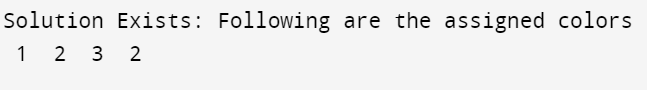 Solution Exists: Following are the assigned colors
1 2 3 2